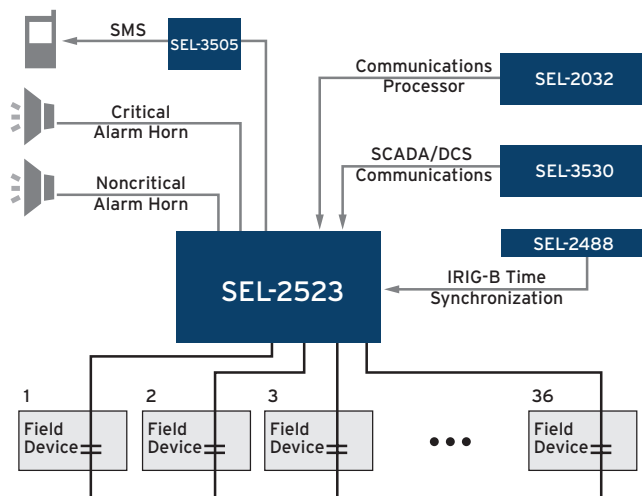 SMS
SEL-3505
Critical
Alarm Horn
Noncritical
Alarm Horn
Communications
Processor
SEL-2032
SCADA/DCS
Communications
SEL-3530
SEL-2488
IRIG-B Time
Synchronization
SEL-2523
1
Field
Device
2
Field
Device
3
Field
Device
36
Field
Device